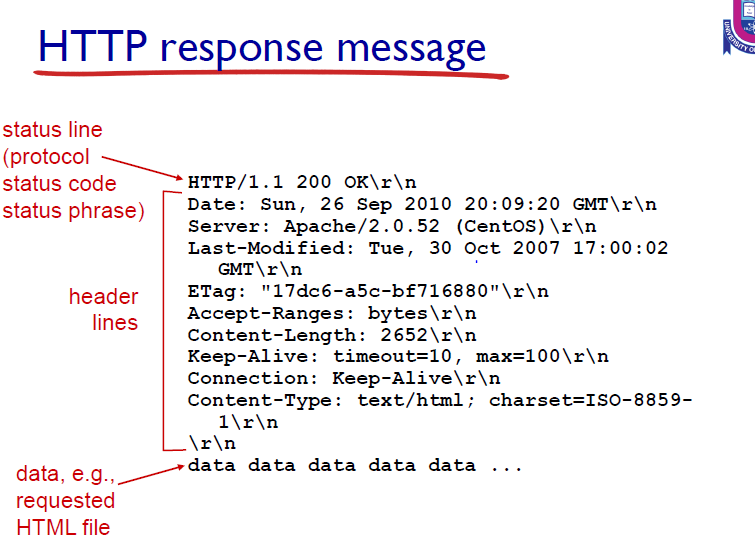 HTTP response message
UNIVERSITY O
status line
(protocol
status code
status phrase)
HTTP/1.1 200 OK\r\n
Date: Sun, 26 Sep 2010 20:09:20 GMT\r\n
Server: Apache/2.0.52 (CentOS)\r\n
Last-Modified: Tue, 30 Oct 2007 17:00:02
GMT\r\n
ETag: "17dc6-a5c-bf716880"\r\n
Accept-Ranges: bytes\r\n
Content-Length: 2652\r\n
Keep-Alive: timeout=10, max=100\r\n
Connection: Keep-Alive\r\n
Content-Type: text/html; charset=ISO-8859-
1\r\n
\r\n
header
lines
data data data data data ...
data, e.g.,
requested
HTML file